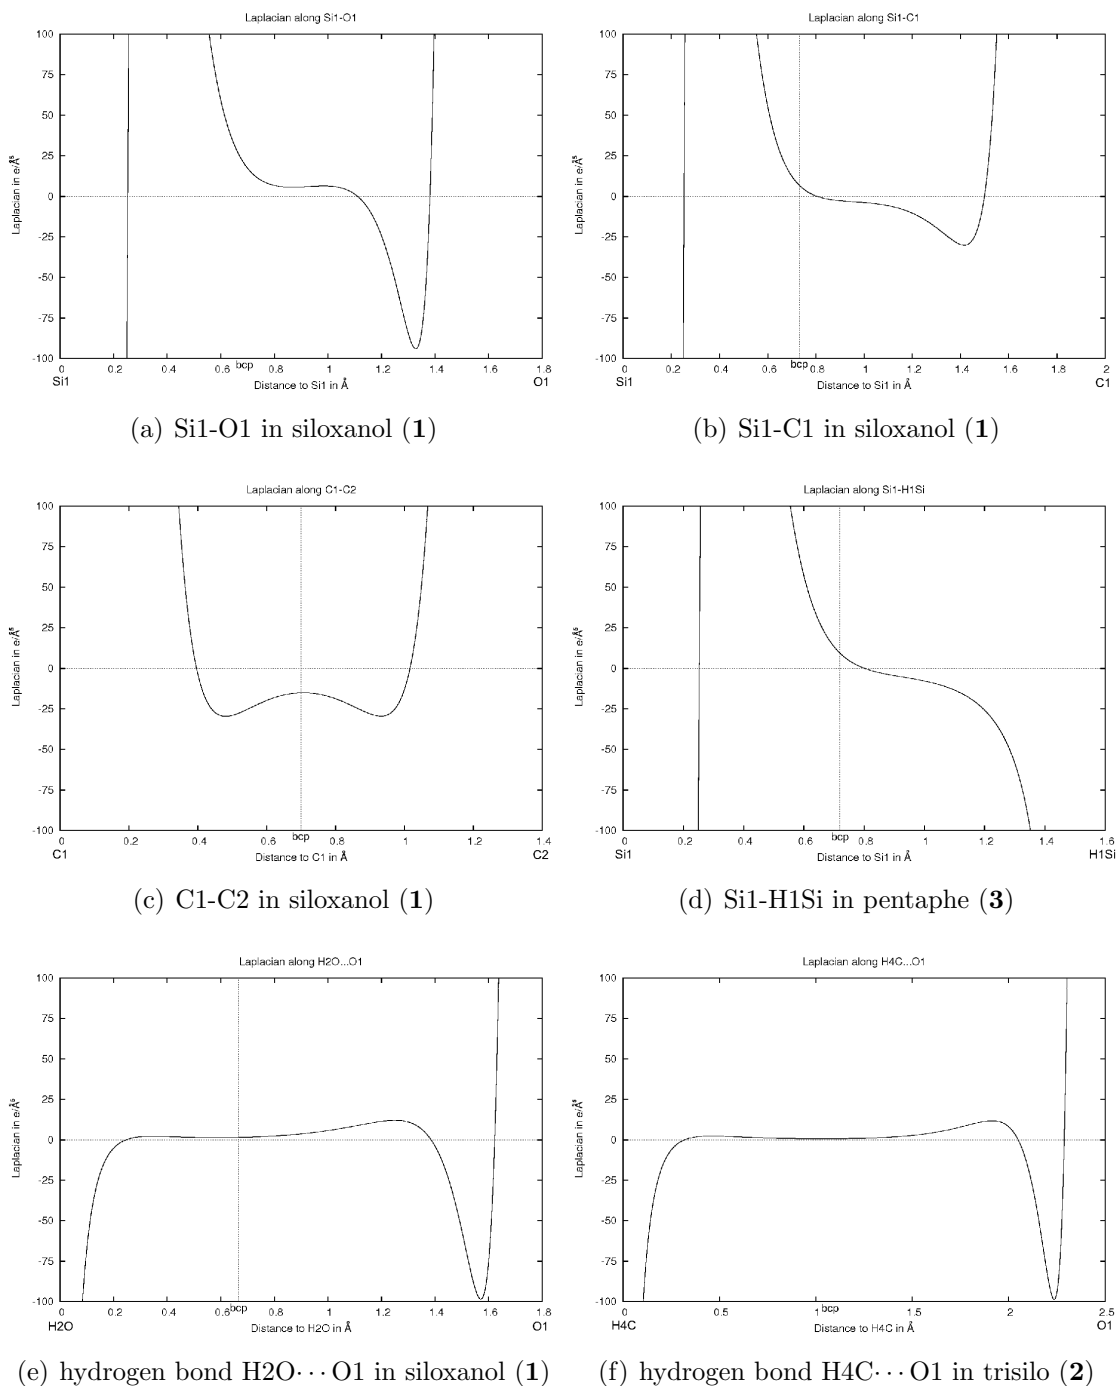 Laplacian along Si1-O1
100
75
50
25
0
-25
-50
-75
-100
Laplacian in e/Å⁵
0 0.2 0.4 0.6 0.8 1 1.2 1.4 1.6 1.8
bcp
Si1 Distance to Si1 in Å O1
(a) Si1-O1 in siloxanol (1)
Laplacian along Si1-C1
100
75
50
25
0
-25
-50
-75
-100
Laplacian in e/Å⁵
0 0.2 0.4 0.6 0.8 1 1.2 1.4 1.6 1.8 2
bcp
Si1 Distance to Si1 in Å C1
(b) Si1-C1 in siloxanol (1)
Laplacian along C1-C2
100
75
50
25
0
-25
-50
-75
-100
Laplacian in e/Å⁵
0 0.2 0.4 0.6 0.8 1 1.2 1.4
bcp
C1 Distance to C1 in Å C2
(c) C1-C2 in siloxanol (1)
Laplacian along Si1-H1Si
100
75
50
25
0
-25
-50
-75
-100
Laplacian in e/Å⁵
0 0.2 0.4 0.6 0.8 1 1.2 1.4 1.6
bcp
Si1 Distance to Si1 in Å H1Si
(d) Si1-H1Si in pentaphe (3)
Laplacian along H2O...O1
100
75
50
25
0
-25
-50
-75
-100
Laplacian in e/Å⁵
0 0.2 0.4 0.6 0.8 1 1.2 1.4 1.6 1.8
bcp
H2O Distance to H2O in Å O1
(e) hydrogen bond H2O··· O1 in siloxanol (1)
Laplacian along H4C...O1
100
75
50
25
0
-25
-50
-75
-100
Laplacian in e/Å⁵
0 0.5 1 1.5 2 2.5
bcp
H4C Distance to H4C in Å O1
(f) hydrogen bond H4C··· O1 in trisilo (2)